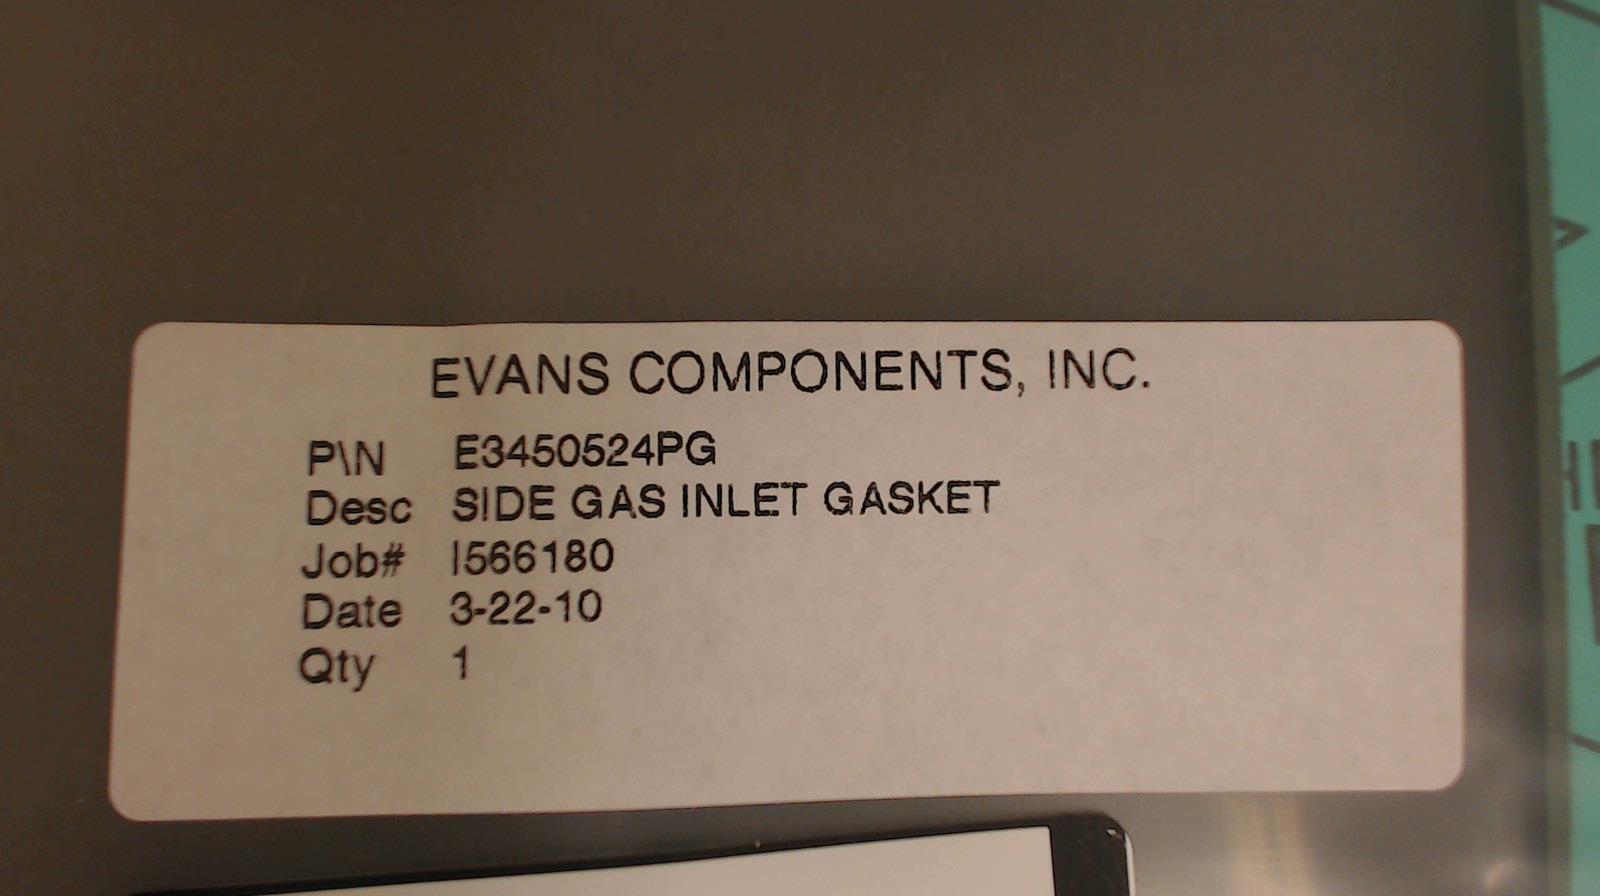 EVANS COMPONENTS, INC.
P\N E3450524PG
Desc SIDE GAS INLET GASKET
Job# I566180
Date 3-22-10
Qty 1